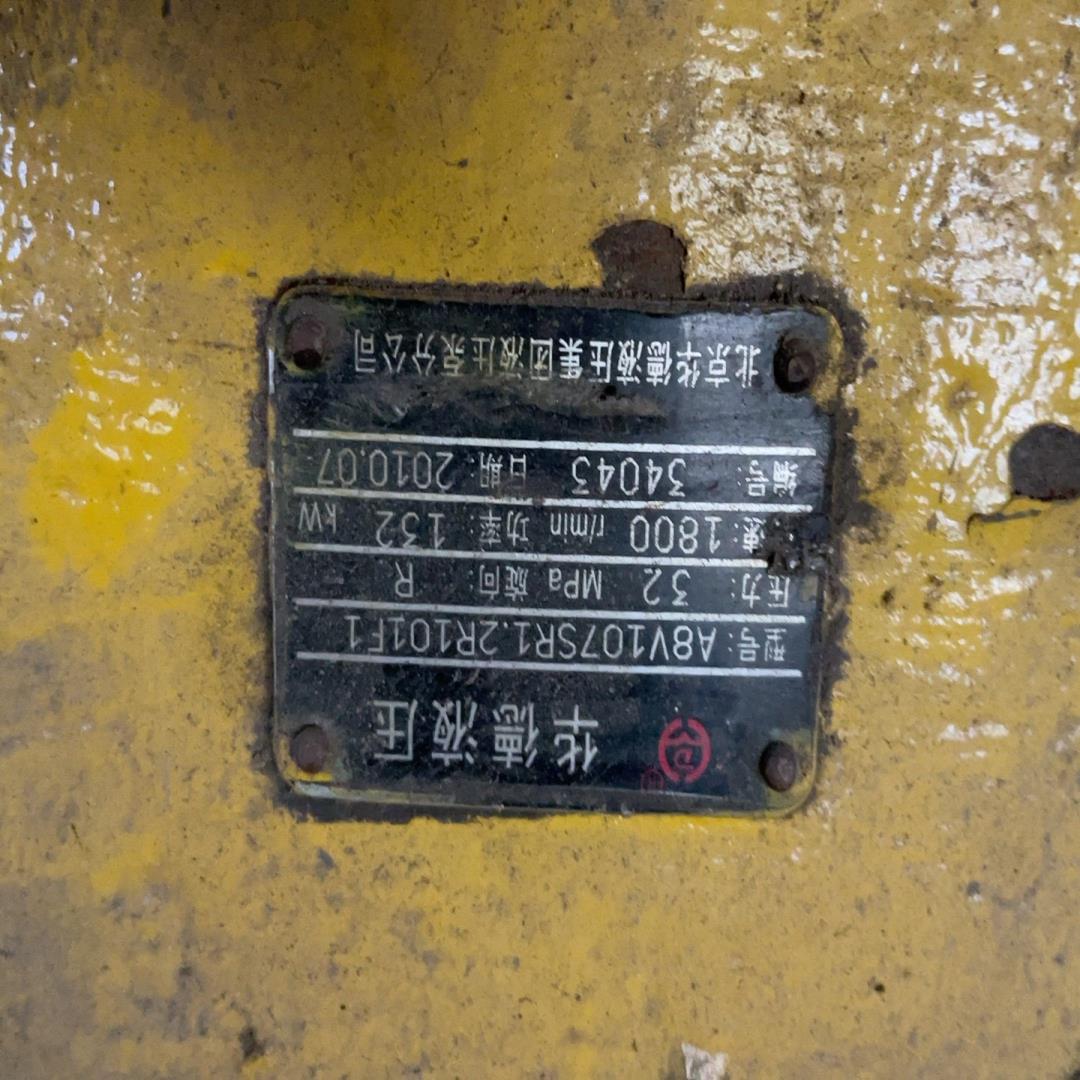 华德液压
型号: A8V107SR1.2R101F1
压力: 32 MPa 旋向: R
速: 1800 r/min 功率: 132 kW
编号: 34043 日期: 2010.07
北京华德液压集团液压泵分公司